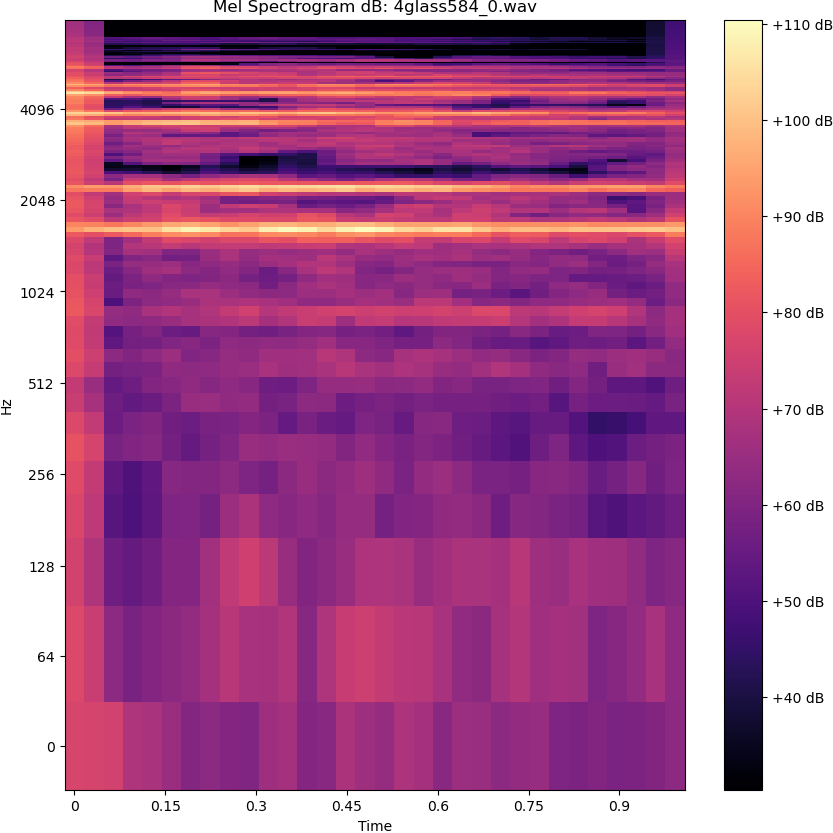 Mel Spectrogram dB: 4glass584_0.wav
+110 dB
4096
+100 dB
2048
+90 dB
1024
+80 dB
Hz
512
+70 dB
256
+60 dB
128
+50 dB
64
+40 dB
0
0 0.15 0.3 0.45 0.6 0.75 0.9
Time